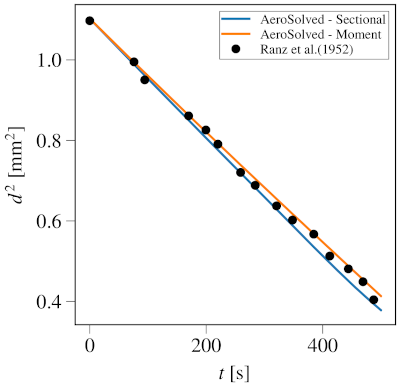 AeroSolved - Sectional
AeroSolved - Moment
Ranz et al.(1952)
1.0
0.8
0.6
0.4
d² [mm²]
0 200 400
t [s]